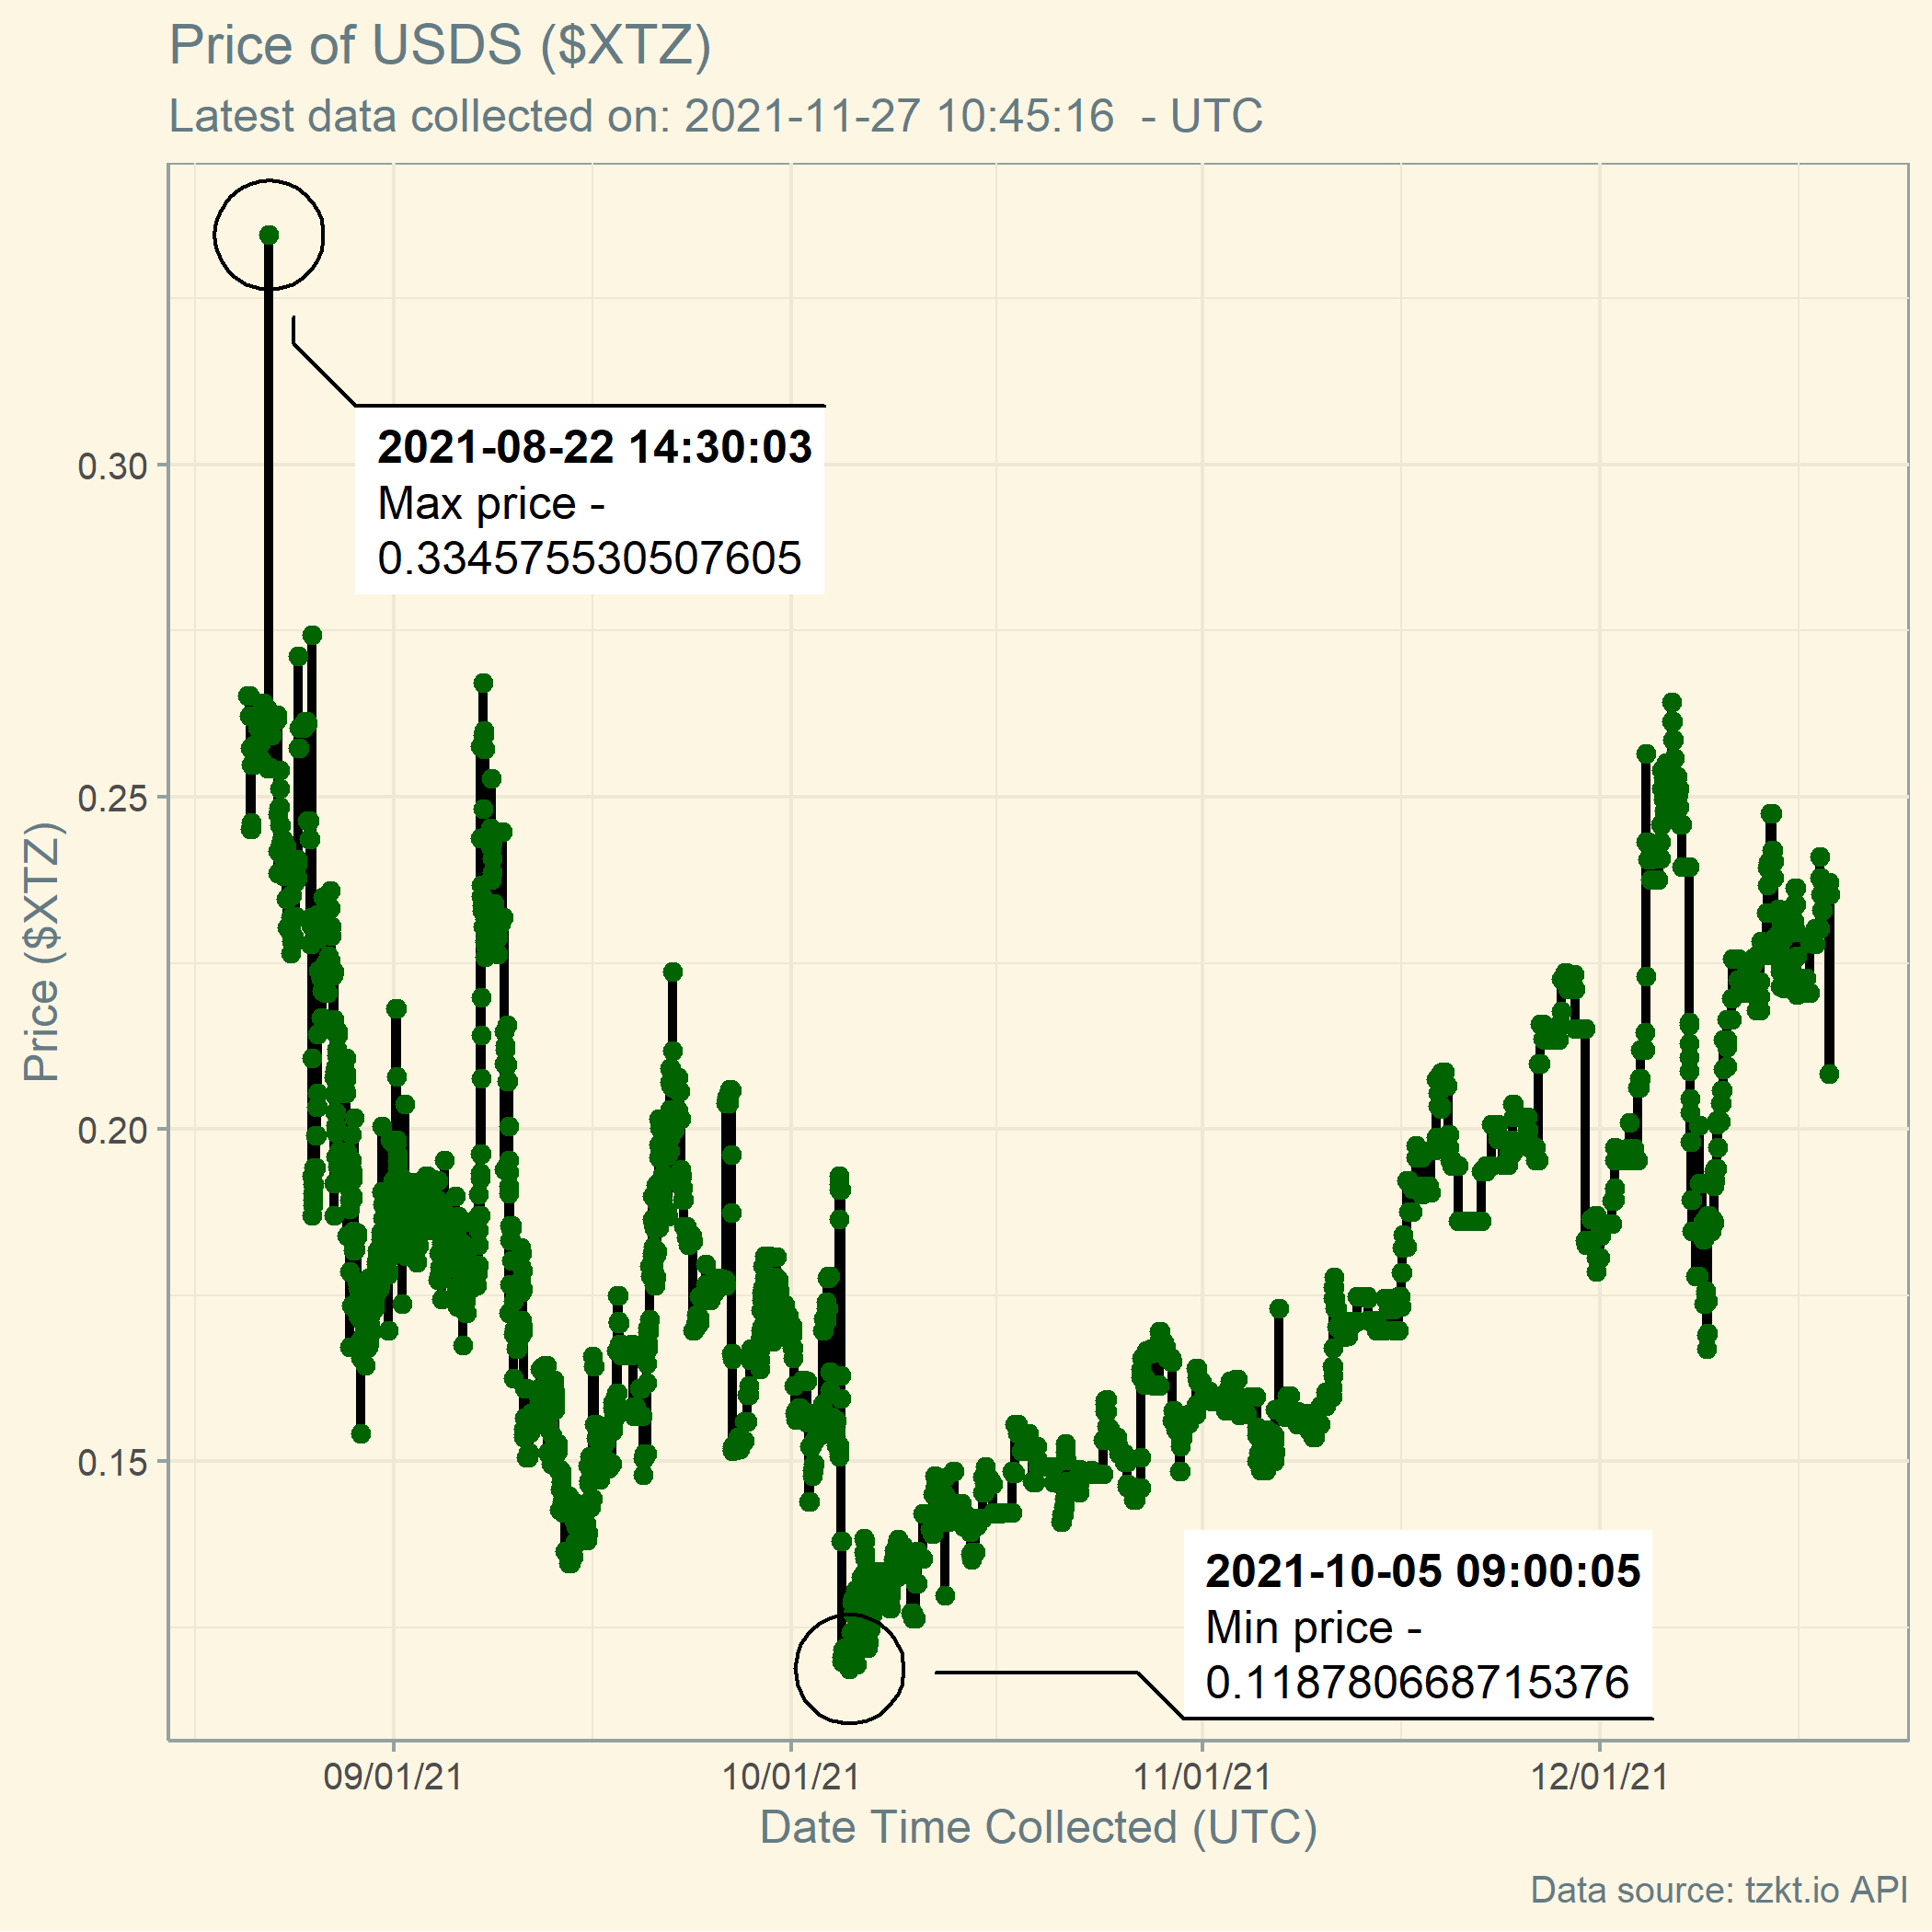 Price of USDS ($XTZ)
Latest data collected on: 2021-11-27 10:45:16  - UTC
2021-08-22 14:30:03
Max price -
0.334575530507605
0.30
0.25
0.20
0.15
Price ($XTZ)
2021-10-05 09:00:05
Min price -
0.118780668715376
09/01/21
10/01/21
11/01/21
12/01/21
Date Time Collected (UTC)
Data source: tzkt.io API